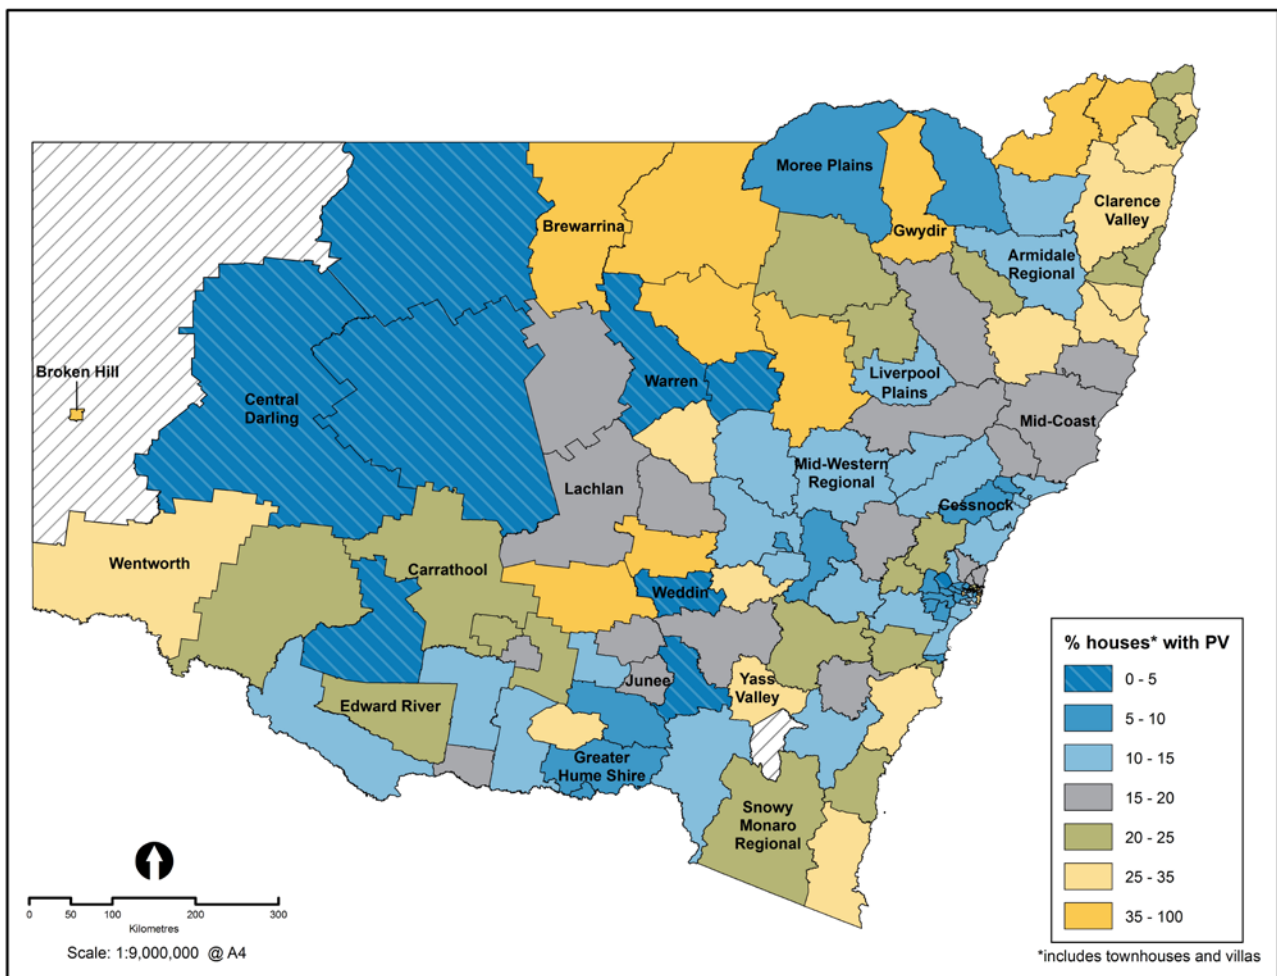 Moree Plains
Brewarrina
Gwydir
Clarence
Valley
Armidale
Regional
Broken Hill
Central
Darling
Warren
Liverpool
Plains
Mid-Coast
Lachlan
Mid-Western
Regional
Cessnock
Wentworth
Carrathool
Weddin
Junee
Yass
Valley
Edward River
Greater
Hume Shire
Snowy
Monaro
Regional
% houses* with PV
0 - 5
5 - 10
10 - 15
15 - 20
20 - 25
25 - 35
35 - 100
*includes townhouses and villas
0 50 100 200 300
Kilometres
Scale: 1:9,000,000 @ A4